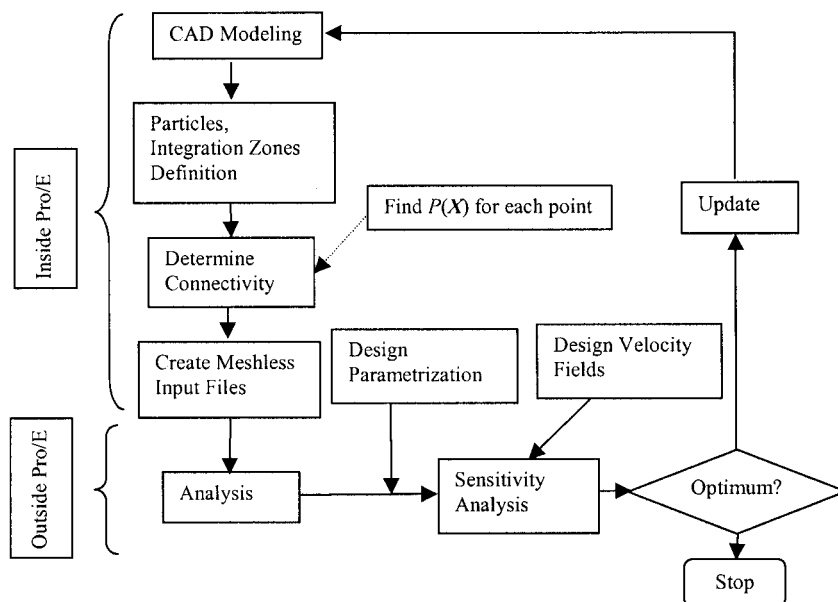 CAD Modeling
Particles,
Integration Zones
Definition
Inside Pro/E
Find P(X) for each point
Update
Determine
Connectivity
Create Meshless
Input Files
Design
Parametrization
Design Velocity
Fields
Outside Pro/E
Analysis
Sensitivity
Analysis
Optimum?
Stop